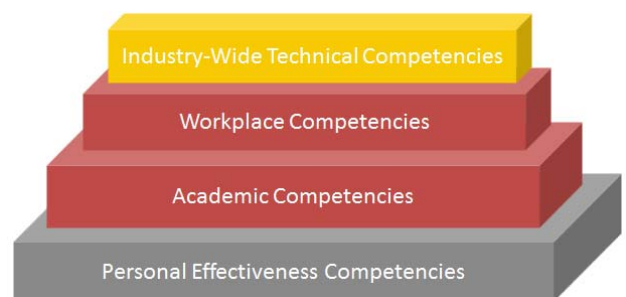 Industry-Wide Technical Competencies
Workplace Competencies
Academic Competencies
Personal Effectiveness Competencies